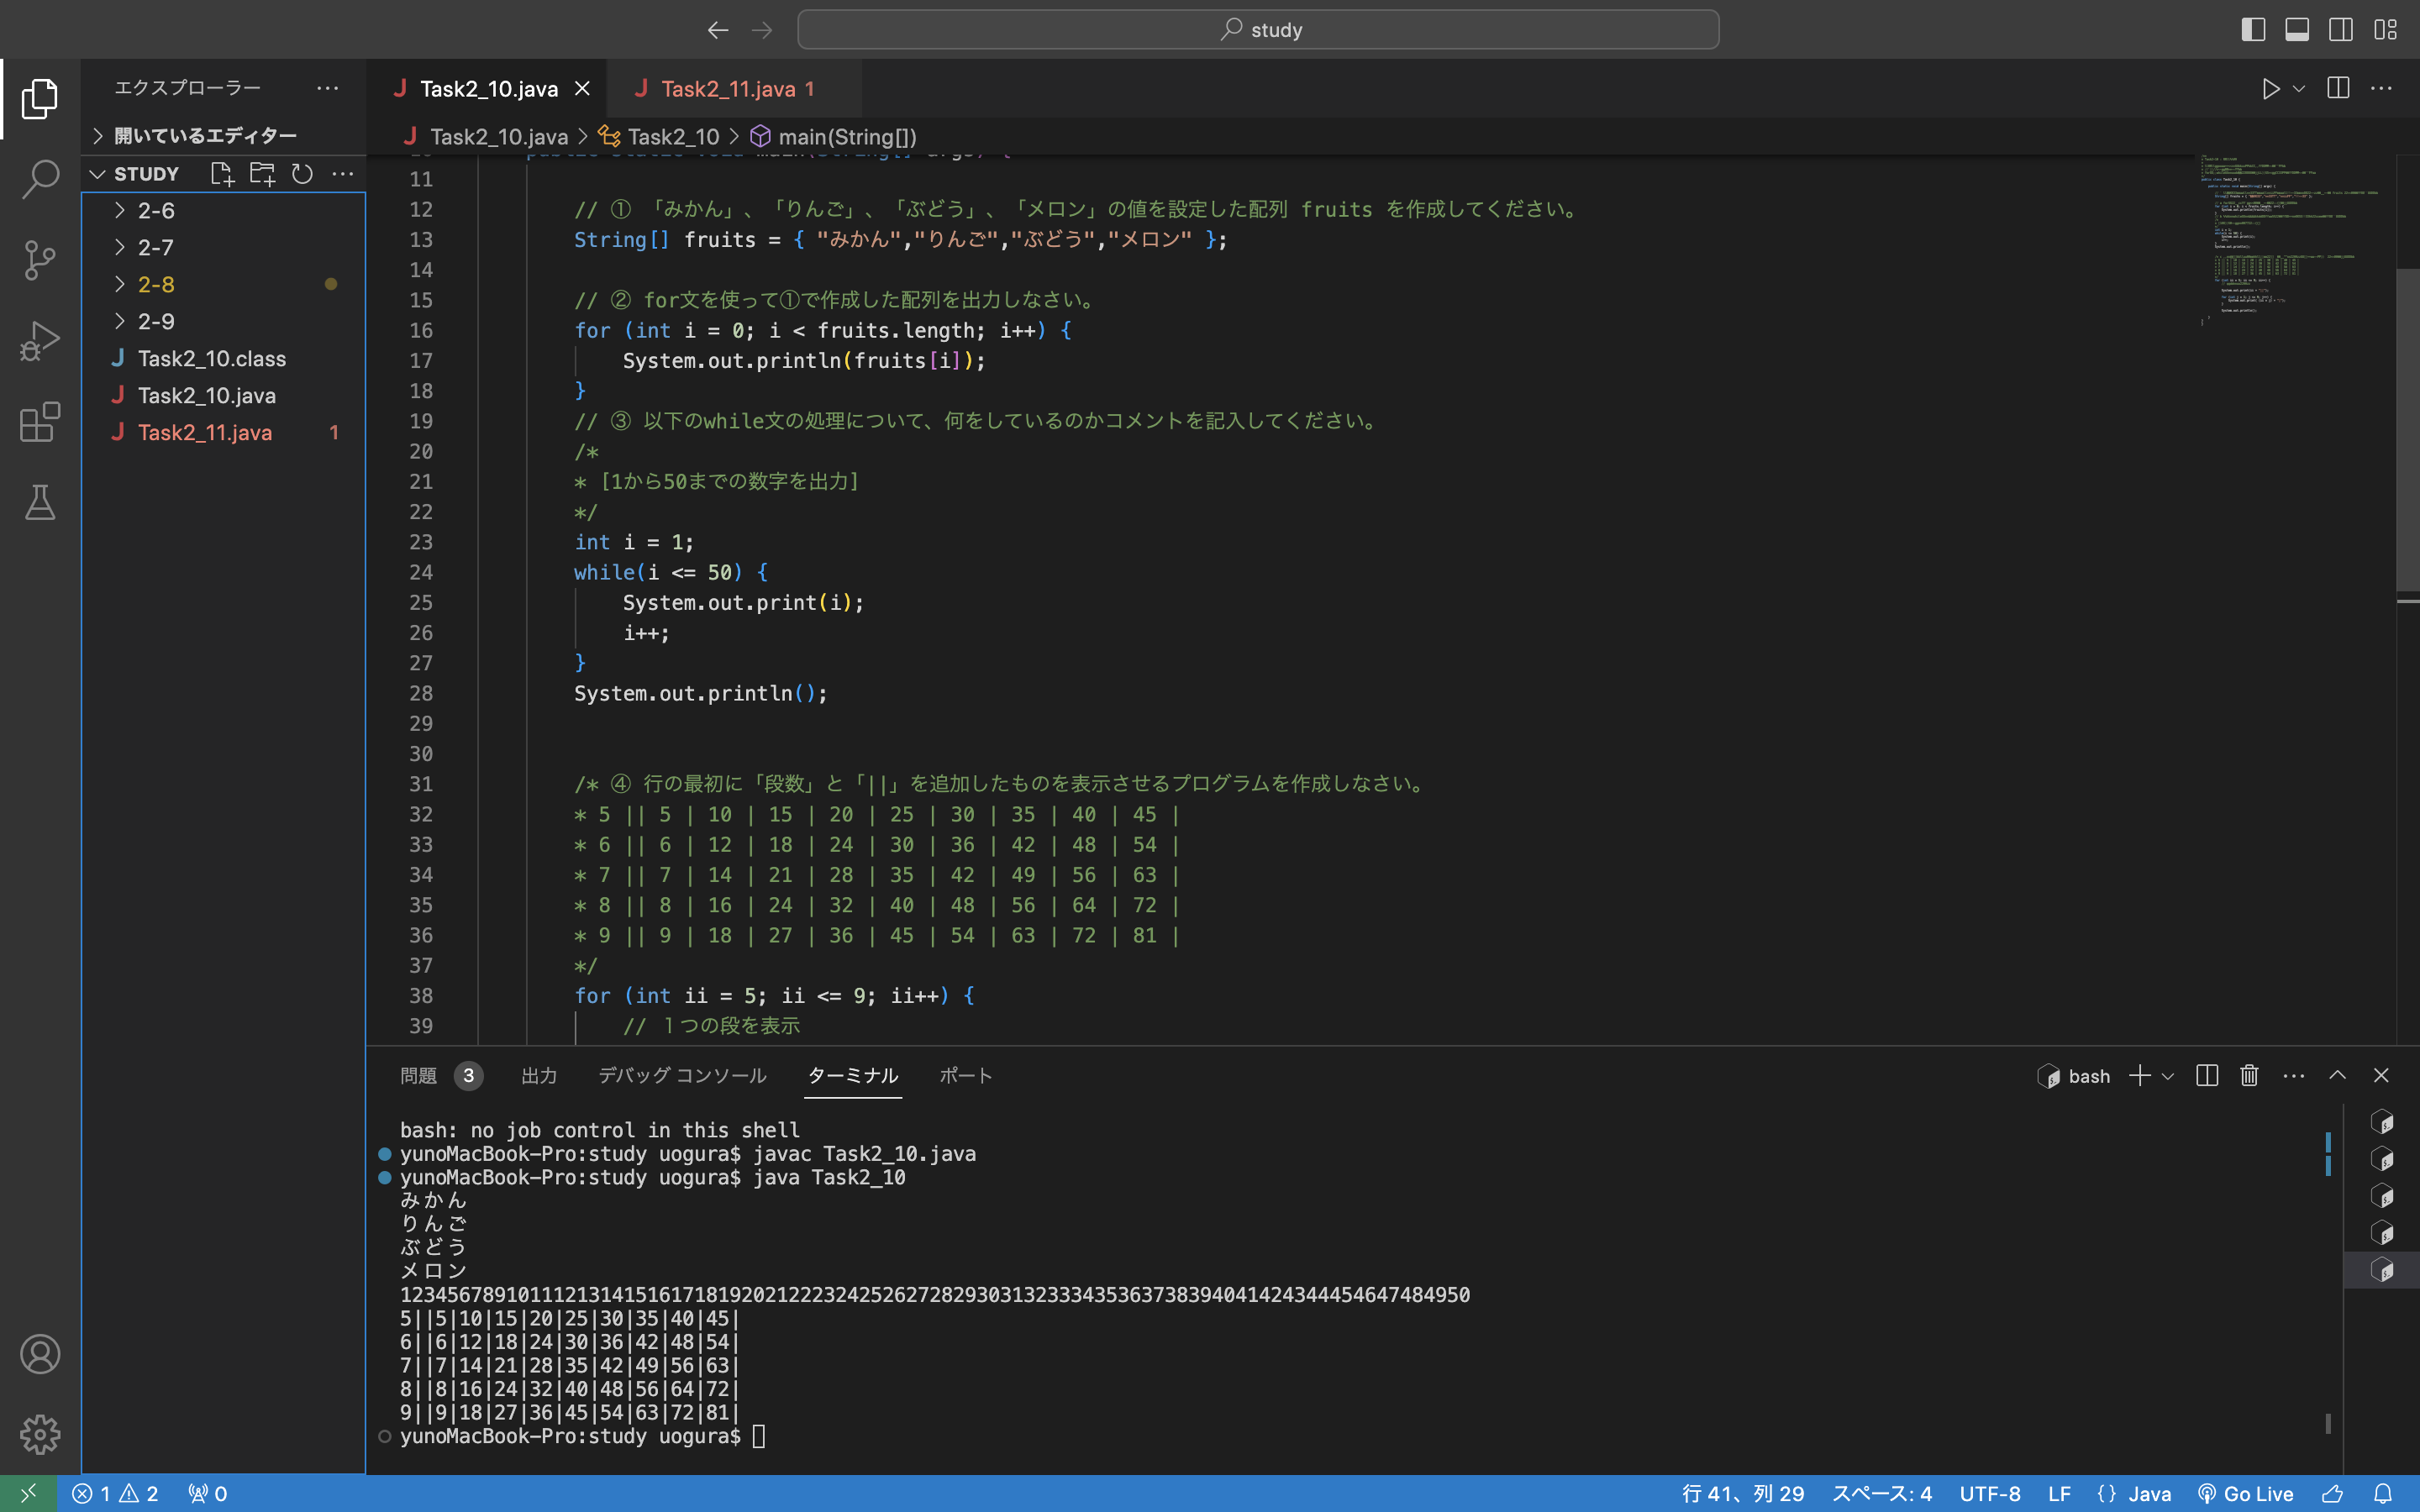 study
エクスプローラー
開いているエディター
STUDY
2-6
2-7
2-8
2-9
Task2_10.class
Task2_10.java
Task2_11.java 1
Task2_10.java
Task2_11.java 1
Task2_10.java > Task2_10 > main(String[])
11
12 // ① 「みかん」、「りんご」、「ぶどう」、「メロン」の値を設定した配列 fruits を作成してください。
13 String[] fruits = { "みかん","りんご","ぶどう","メロン" };
14
15 // ② for文を使って①で作成した配列を出力しなさい。
16 for (int i = 0; i < fruits.length; i++) {
17 System.out.println(fruits[i]);
18 }
19 // ③ 以下のwhile文の処理について、何をしているのかコメントを記入してください。
20 /*
21 * [1から50までの数字を出力]
22 */
23 int i = 1;
24 while(i <= 50) {
25 System.out.print(i);
26 i++;
27 }
28 System.out.println();
29
30
31 /* ④ 行の最初に「段数」と「||」を追加したものを表示させるプログラムを作成しなさい。
32 * 5 || 5 | 10 | 15 | 20 | 25 | 30 | 35 | 40 | 45 |
33 * 6 || 6 | 12 | 18 | 24 | 30 | 36 | 42 | 48 | 54 |
34 * 7 || 7 | 14 | 21 | 28 | 35 | 42 | 49 | 56 | 63 |
35 * 8 || 8 | 16 | 24 | 32 | 40 | 48 | 56 | 64 | 72 |
36 * 9 || 9 | 18 | 27 | 36 | 45 | 54 | 63 | 72 | 81 |
37 */
38 for (int ii = 5; ii <= 9; ii++) {
39 // １つの段を表示
問題 3 出力 デバッグ コンソール ターミナル ポート
bash
bash: no job control in this shell
yunoMacBook-Pro:study uogura$ javac Task2_10.java
yunoMacBook-Pro:study uogura$ java Task2_10
みかん
りんご
ぶどう
メロン
1234567891011121314151617181920212223242526272829303132333435363738394041424344454647484950
5||5|10|15|20|25|30|35|40|45|
6||6|12|18|24|30|36|42|48|54|
7||7|14|21|28|35|42|49|56|63|
8||8|16|24|32|40|48|56|64|72|
9||9|18|27|36|45|54|63|72|81|
yunoMacBook-Pro:study uogura$
1 2 0
行 41、列 29 スペース: 4 UTF-8 LF {} Java Go Live